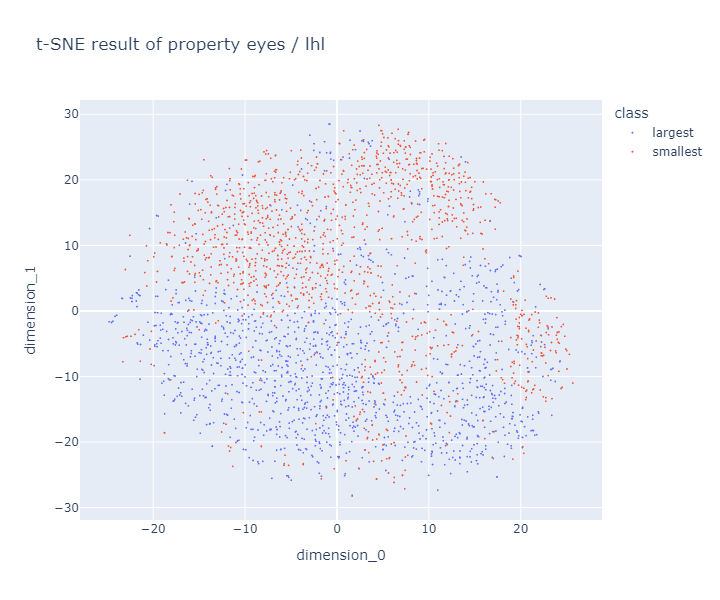 t-SNE result of property eyes / lhl
class
largest
smallest
30
20
10
0
−10
−20
−30
dimension_1
−20
−10
0
10
20
dimension_0